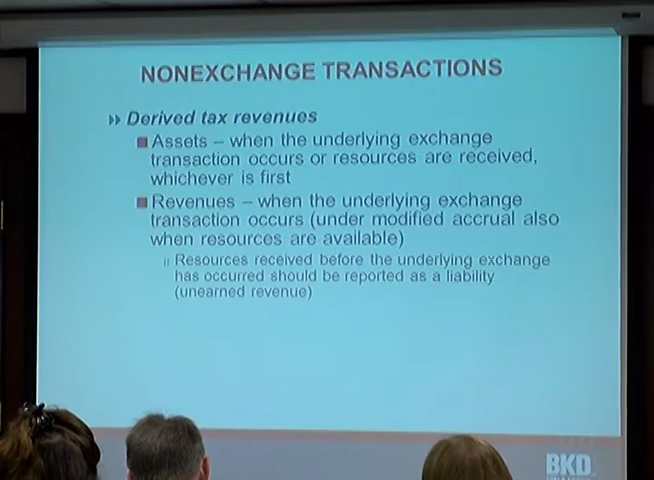 NONEXCHANGE TRANSACTIONS
Derived tax revenues
Assets – when the underlying exchange
transaction occurs or resources are received,
whichever is first
Revenues – when the underlying exchange
transaction occurs (under modified accrual also
when resources are available)
Resources received before the underlying exchange
has occurred should be reported as a liability
(unearned revenue)
BKD